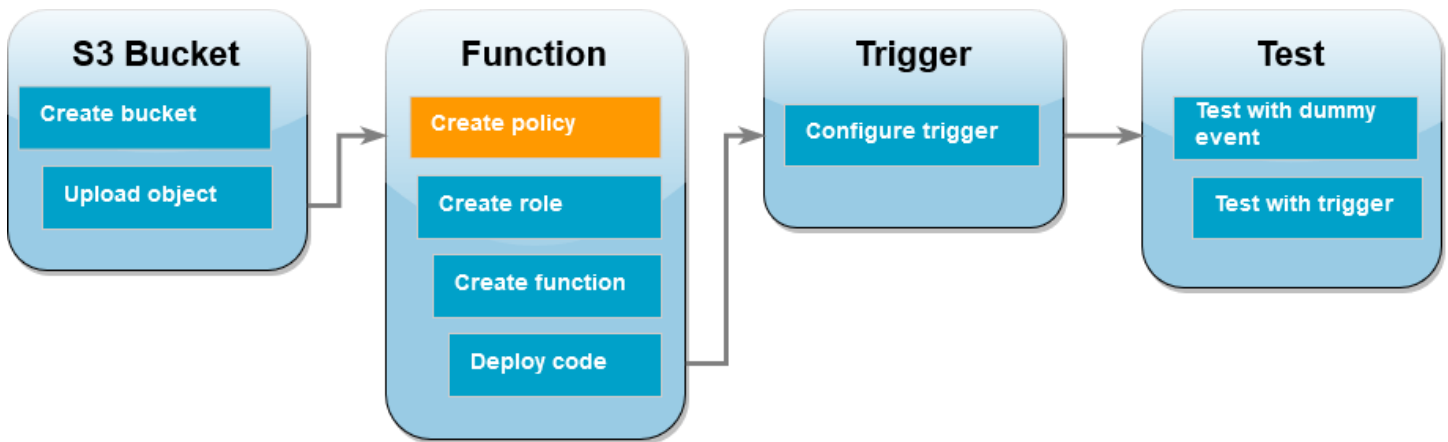 S3 Bucket
Create bucket
Upload object
Function
Create policy
Create role
Create function
Deploy code
Trigger
Configure trigger
Test
Test with dummy
event
Test with trigger